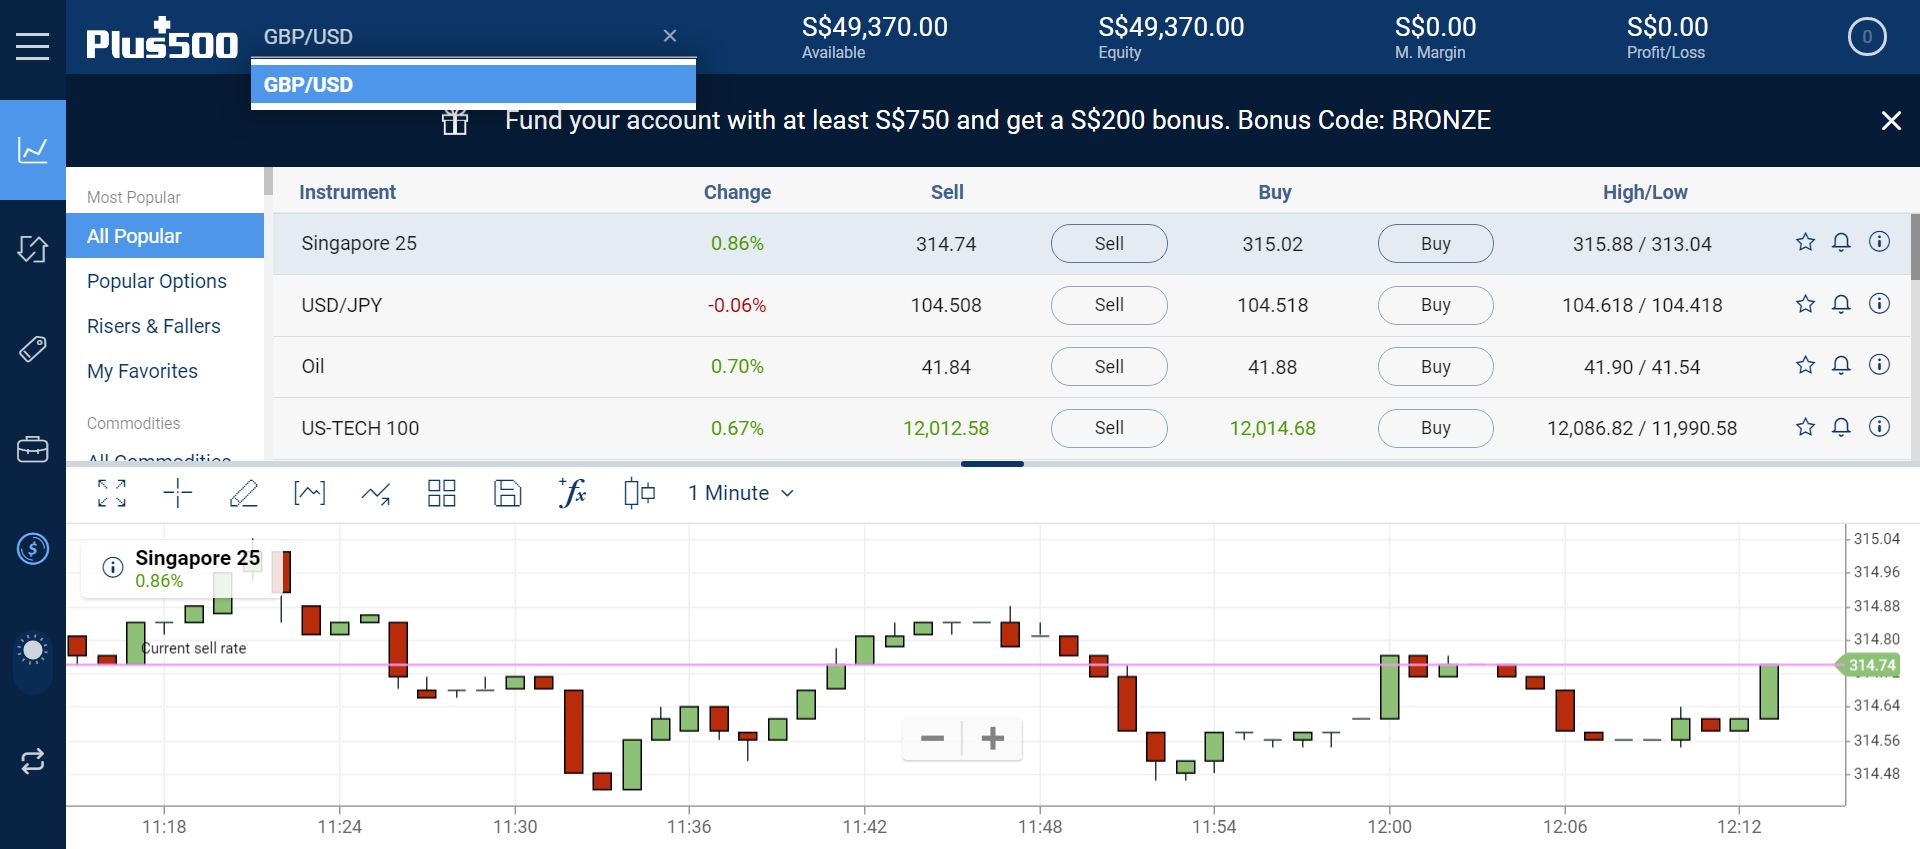 Plus500
GBP/USD
GBP/USD
S$49,370.00
Available
S$49,370.00
Equity
S$0.00
M. Margin
S$0.00
Profit/Loss
0
Fund your account with at least S$750 and get a S$200 bonus. Bonus Code: BRONZE
Most Popular
All Popular
Popular Options
Risers & Fallers
My Favorites
Commodities
All Commodities
Instrument Change Sell Buy High/Low
Singapore 25 0.86% 314.74 Sell 315.02 Buy 315.88 / 313.04
USD/JPY -0.06% 104.508 Sell 104.518 Buy 104.618 / 104.418
Oil 0.70% 41.84 Sell 41.88 Buy 41.90 / 41.54
US-TECH 100 0.67% 12,012.58 Sell 12,014.68 Buy 12,086.82 / 11,990.58
+fx 1 Minute
Singapore 25
0.86%
Current sell rate
315.04
314.96
314.88
314.80
314.74
314.64
314.56
314.48
11:18 11:24 11:30 11:36 11:42 11:48 11:54 12:00 12:06 12:12